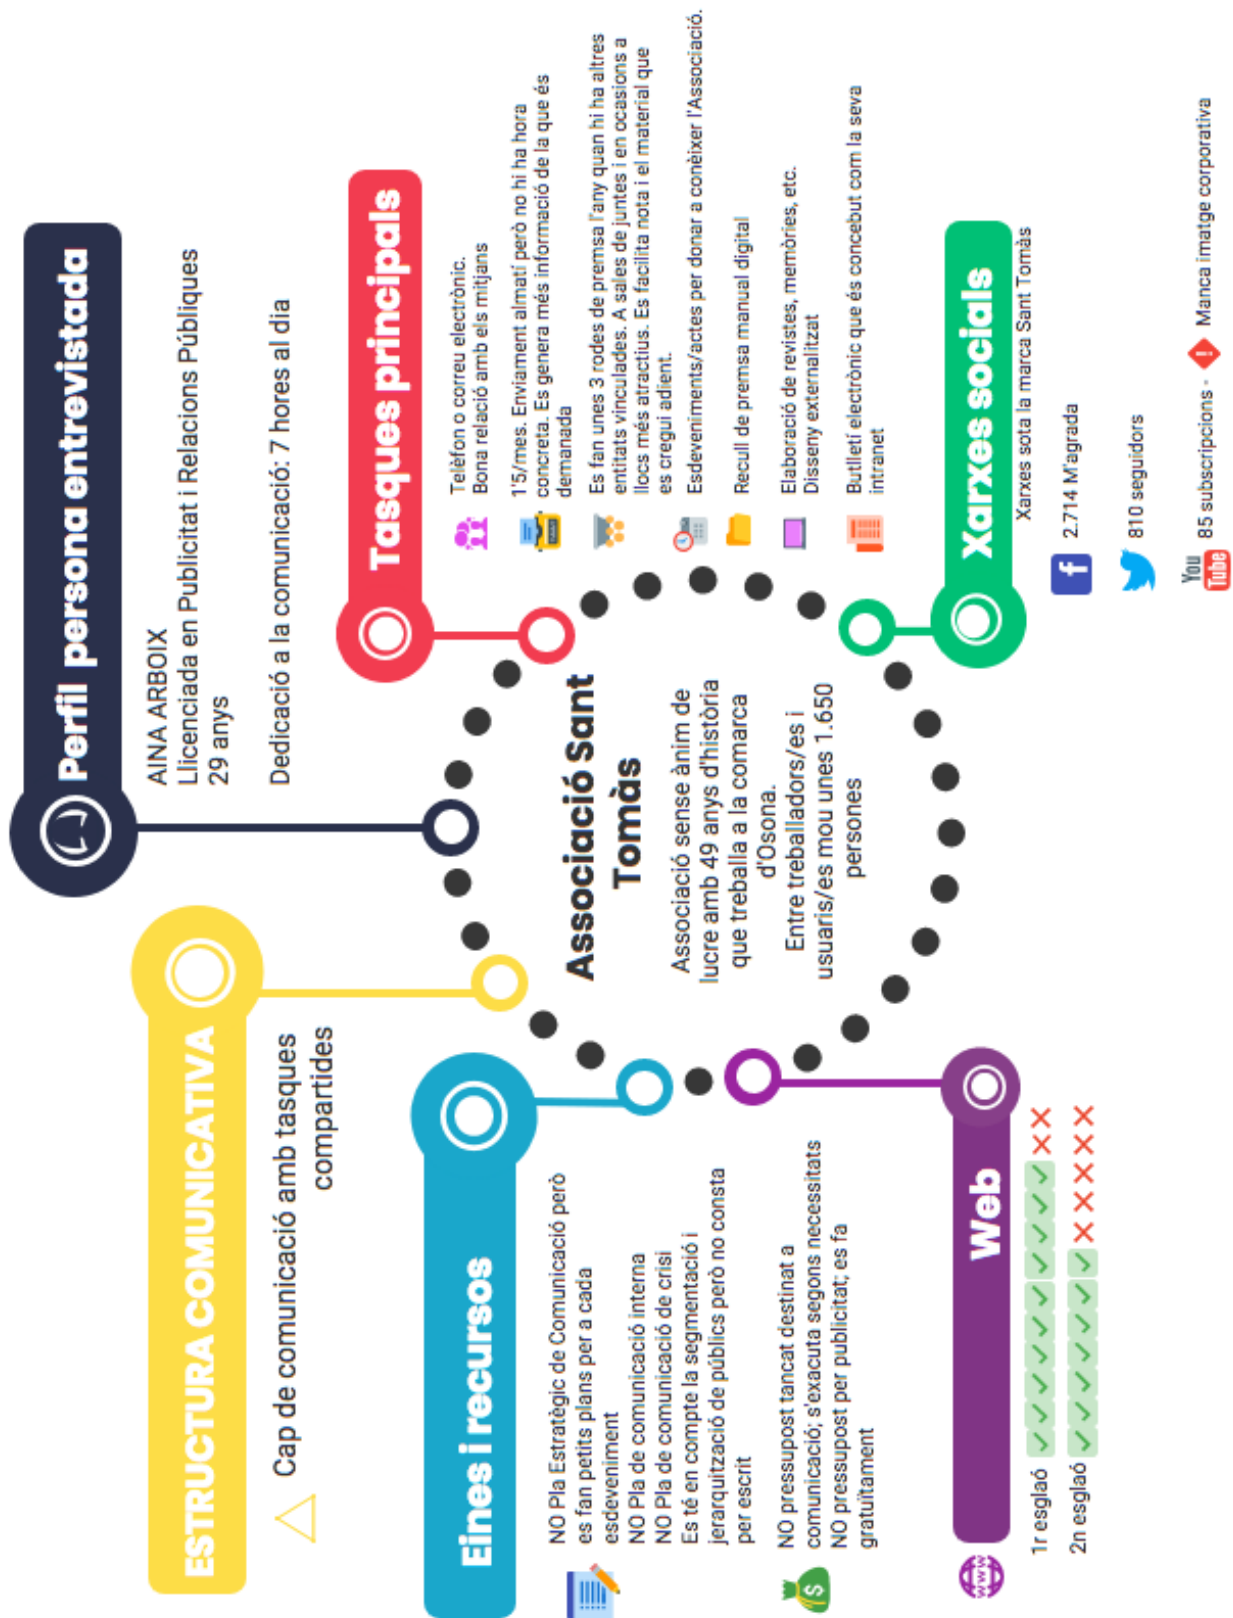 ESTRUCTURA COMUNICATIVA
Cap de comunicació amb tasques
compartides
Perfil persona entrevistada
AINA ARBOIX
Llicenciada en Publicitat i Relacions Públiques
29 anys
Dedicació a la comunicació: 7 hores al dia
Eines i recursos
NO Pla Estratègic de Comunicació però
es fan petits plans per a cada
esdeveniment
NO Pla de comunicació interna
NO Pla de comunicació de crisi
Es té en compte la segmentació i
jerarquització de públics però no consta
per escrit
NO pressupost tancat destinat a
comunicació; s'exacuta segons necessitats
NO pressupost per publicitat; es fa
gratuïtament
Associació Sant
Tomàs
Associació sense ànim de
lucre amb 49 anys d'història
que treballa a la comarca
d'Osona.
Entre treballadors/es i
usuaris/es mou unes 1.650
persones
Tasques principals
Telèfon o correu electrònic.
Bona relació amb els mitjans
1'5/mes. Enviament almatí però no hi ha hora
concreta. Es genera més informació de la que és
demanada
Es fan unes 3 rodes de premsa l'any quan hi ha altres
entitats vinculades. A sales de juntes i en ocasions a
llocs més atractius. Es facilita nota i el material que
es cregui adient.
Esdeveniments/actes per donar a conèixer l'Associació.
Recull de premsa manual digital
Elaboració de revistes, memòries, etc.
Disseny externalitzat
Butlletí electrònic que és concebut com la seva
intranet
Web
WWW
1r esglaó
2n esglaó
Xarxes socials
Xarxes sota la marca Sant Tomàs
f 2.714 M'agrada
810 seguidors
You
Tube
85 subscripcions - Manca imatge corporativa